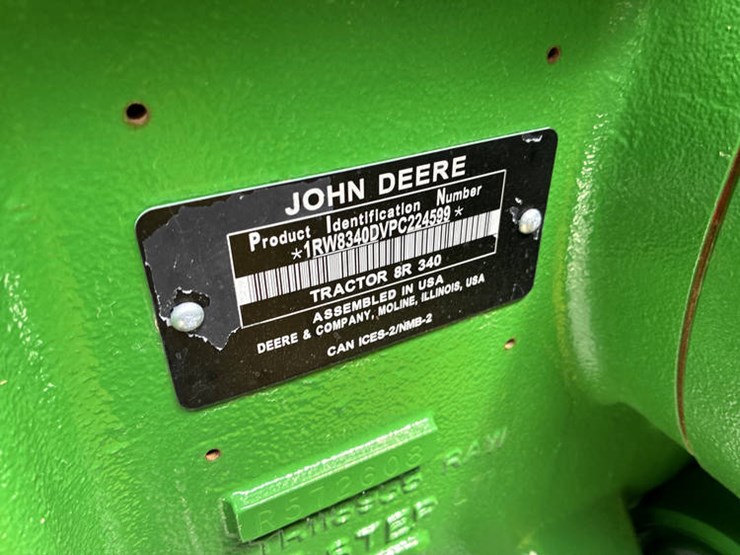 JOHN DEERE
Product Identification Number
*1RW8340DVPC224599*
TRACTOR 8R 340
ASSEMBLED IN USA
DEERE & COMPANY, MOLINE, ILLINOIS, USA
CAN ICES-2/NMB-2
RAW